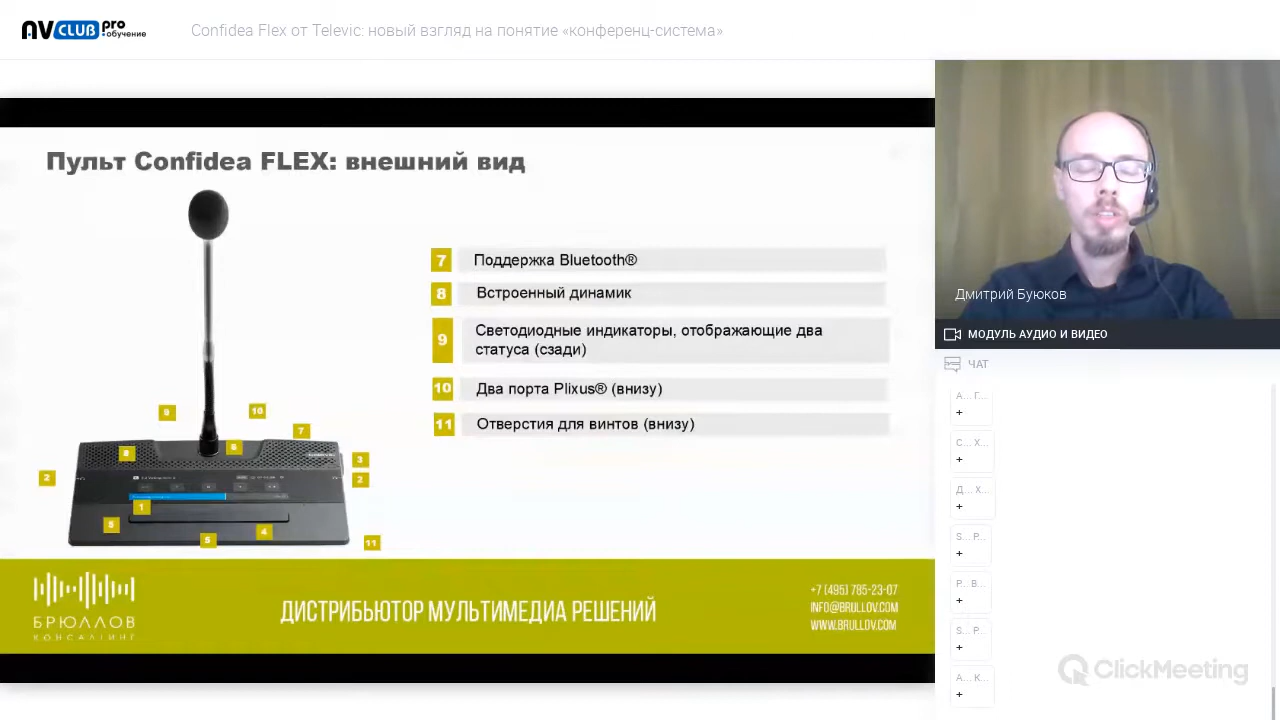 AVCLUBpro
.обучение
Confidea Flex от Televic: новый взгляд на понятие «конференц-система»
Пульт Confidea FLEX: внешний вид
7 Поддержка Bluetooth®
8 Встроенный динамик
9 Светодиодные индикаторы, отображающие два
статуса (сзади)
10 Два порта Plixus® (внизу)
11 Отверстия для винтов (внизу)
9
10
7
8
6
3
2
2
1
5
4
5
11
БРЮЛЛОВ
КОНСАЛТИНГ
ДИСТРИБЬЮТОР МУЛЬТИМЕДИА РЕШЕНИЙ
+7 (495) 785-23-07
INFO@BRULLOV.COM
WWW.BRULLOV.COM
Дмитрий Буюков
МОДУЛЬ АУДИО И ВИДЕО
ЧАТ
А... Г...
+
С... Х...
+
Д... Х...
+
S... P...
+
Р... В...
+
S... P...
+
А... К...
+
ClickMeeting